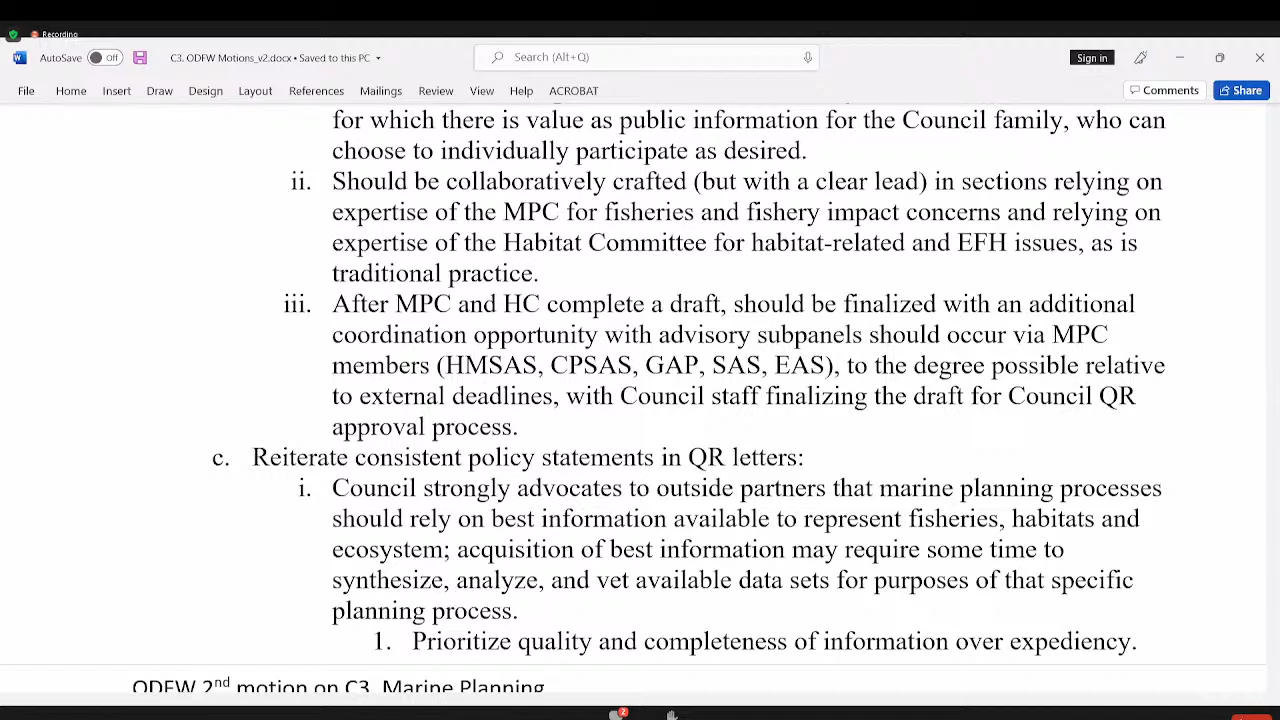 Recording
AutoSave Off C3. ODFW Motions_v2.docx • Saved to this PC Search (Alt+Q) Sign in
File Home Insert Draw Design Layout References Mailings Review View Help ACROBAT Comments Share
for which there is value as public information for the Council family, who can
choose to individually participate as desired.
ii. Should be collaboratively crafted (but with a clear lead) in sections relying on
expertise of the MPC for fisheries and fishery impact concerns and relying on
expertise of the Habitat Committee for habitat-related and EFH issues, as is
traditional practice.
iii. After MPC and HC complete a draft, should be finalized with an additional
coordination opportunity with advisory subpanels should occur via MPC
members (HMSAS, CPSAS, GAP, SAS, EAS), to the degree possible relative
to external deadlines, with Council staff finalizing the draft for Council QR
approval process.
c. Reiterate consistent policy statements in QR letters:
i. Council strongly advocates to outside partners that marine planning processes
should rely on best information available to represent fisheries, habitats and
ecosystem; acquisition of best information may require some time to
synthesize, analyze, and vet available data sets for purposes of that specific
planning process.
1. Prioritize quality and completeness of information over expediency.
ODFW 2nd motion on C3. Marine Planning
2